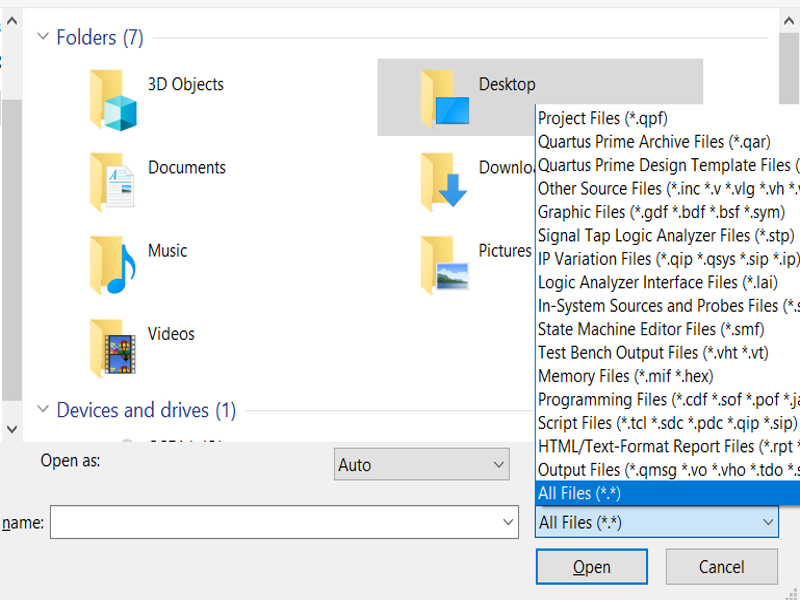 Folders (7)
3D Objects
Desktop
Documents
Music
Pictures
Videos
Devices and drives (1)
Project Files (*.qpf)
Quartus Prime Archive Files (*.qar)
Quartus Prime Design Template Files (
Other Source Files (*.inc *.v *.vlg *.vh *.v
Graphic Files (*.gdf *.bdf *.bsf *.sym)
Signal Tap Logic Analyzer Files (*.stp)
IP Variation Files (*.qip *.qsys *.sip *.ip)
Logic Analyzer Interface Files (*.lai)
In-System Sources and Probes Files (*.s
State Machine Editor Files (*.smf)
Test Bench Output Files (*.vht *.vt)
Memory Files (*.mif *.hex)
Programming Files (*.cdf *.sof *.pof *.ja
Script Files (*.tcl *.sdc *.pdc *.qip *.sip)
HTML/Text-Format Report Files (*.rpt *
Output Files (*.qmsg *.vo *.vho *.tdo *.s
All Files (*.*)
Open as:
Auto
name:
All Files (*.*)
Open
Cancel